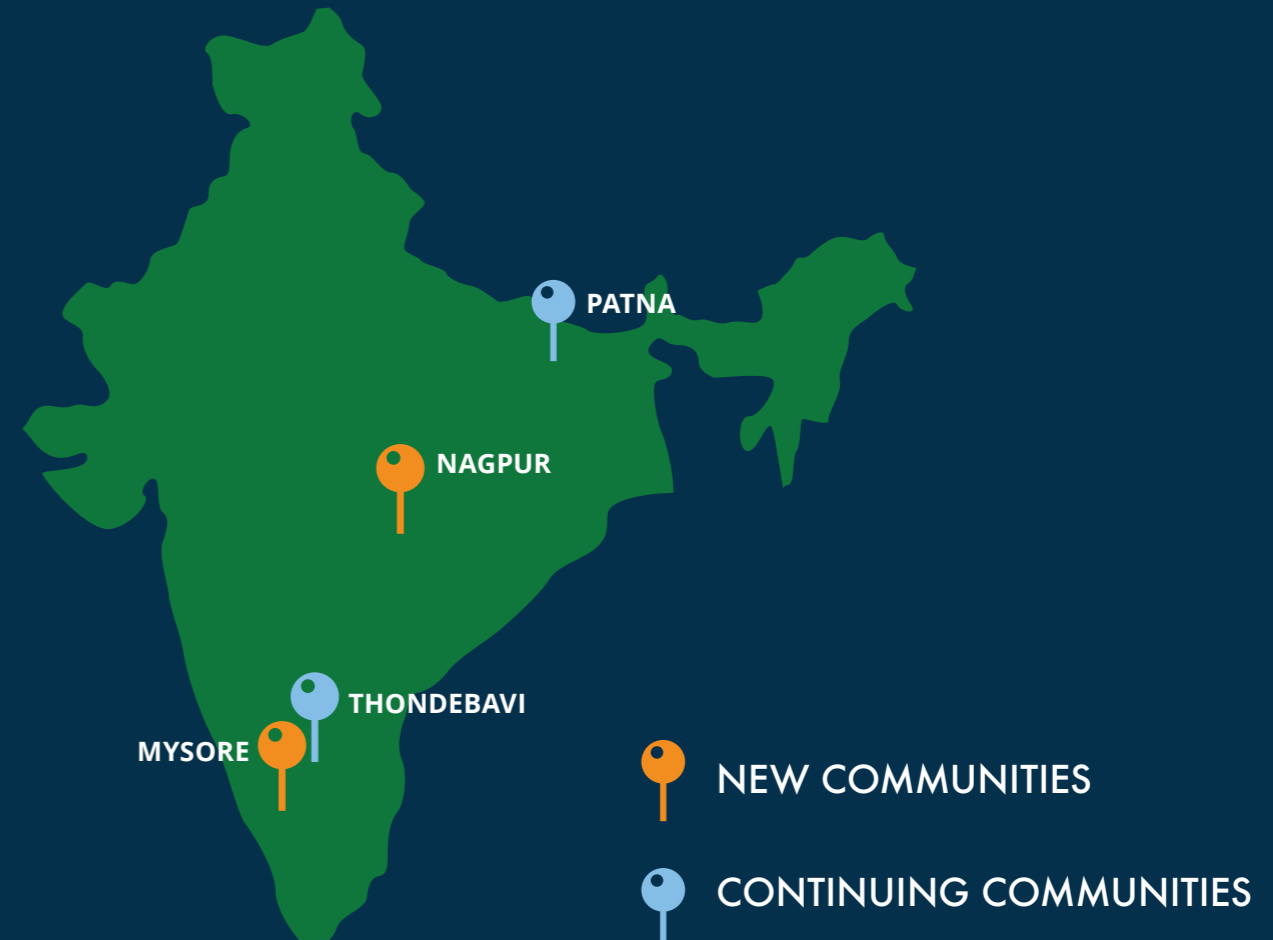 PATNA
NAGPUR
THONDEBAVI
MYSORE
NEW COMMUNITIES
CONTINUING COMMUNITIES